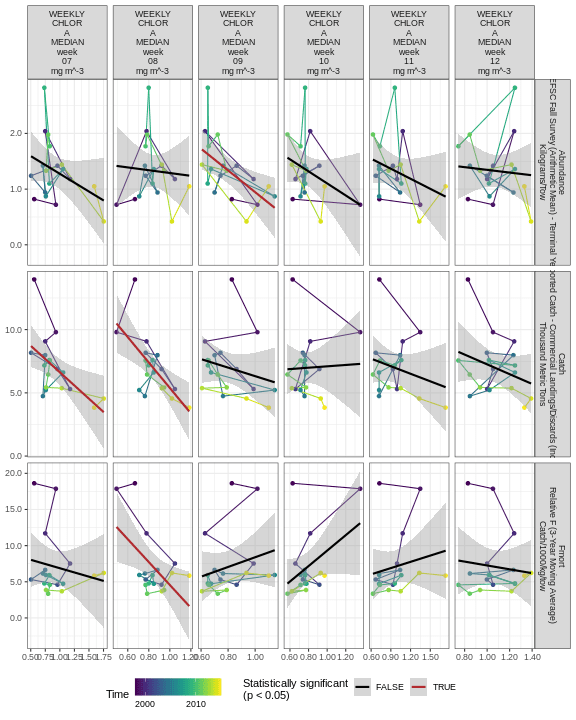 WEEKLY
CHLOR
A
MEDIAN
week
07
mg m^-3
WEEKLY
CHLOR
A
MEDIAN
week
08
mg m^-3
WEEKLY
CHLOR
A
MEDIAN
week
09
mg m^-3
WEEKLY
CHLOR
A
MEDIAN
week
10
mg m^-3
WEEKLY
CHLOR
A
MEDIAN
week
11
mg m^-3
WEEKLY
CHLOR
A
MEDIAN
week
12
mg m^-3
2.0
1.0
0.0
Abundance
EFSC Fall Survey (Arithmetic Mean) - Terminal Ye
Kilograms/Tow
10.0
5.0
0.0
Catch
orted Catch - Commercial Landings/Discards (Inc
Thousand Metric Tons
20.0
15.0
10.0
5.0
0.0
Fmort
Relative F (3-Year Moving Average)
Catch/1000/kg/tow
0.50 0.75 1.00 1.25 1.50 1.75
0.60 0.80 1.00 1.20
0.60 0.80 1.00
0.60 0.80 1.00 1.20
0.60 0.90 1.20 1.50
0.80 1.00 1.20 1.40
Time
2000 2010
Statistically significant
(p < 0.05)
FALSE
TRUE